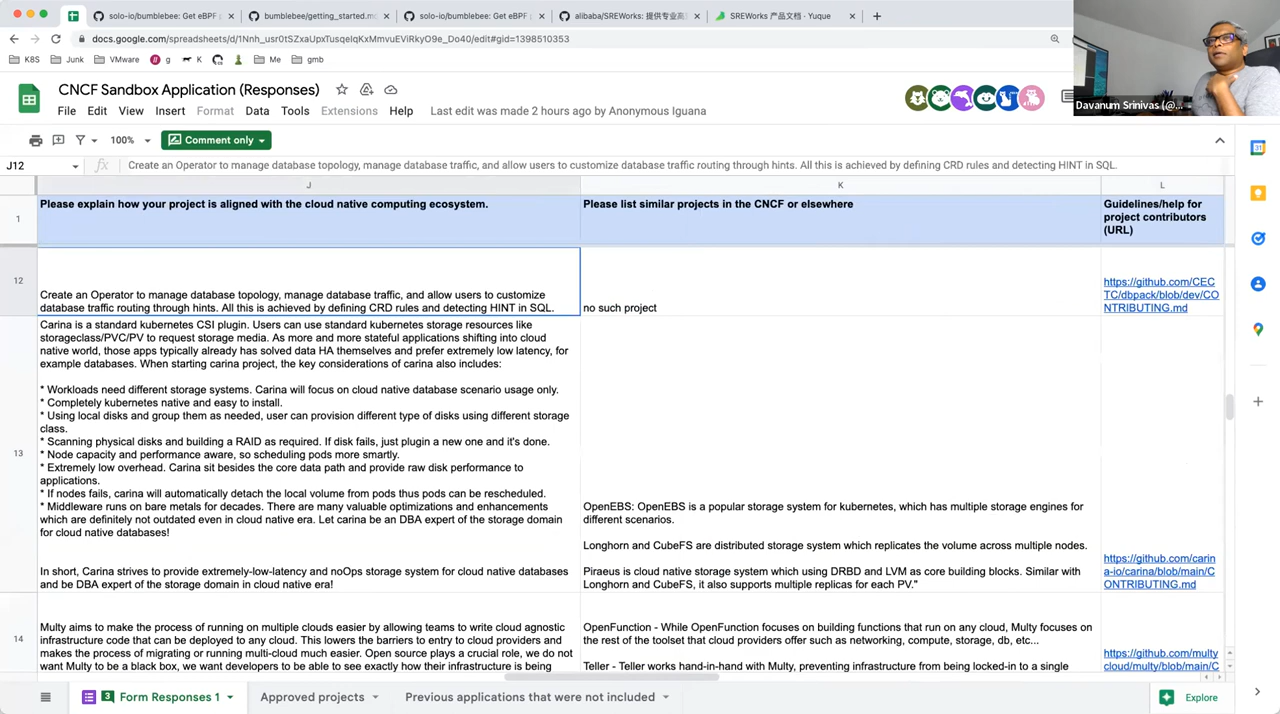 solo-io/bumblebee: Get eBPF
bumblebee/getting_started.m
solo-io/bumblebee: Get eBPF
alibaba/SREWorks: 提供专业高
SREWorks 产品文档 · Yuque
docs.google.com/spreadsheets/d/1Nnh_usr0tSZxaUpxTusqeIqKxMmvuEViRkyO9e_Do40/edit#gid=1398510353
K8S
Junk
VMware
g
K
Me
gmb
CNCF Sandbox Application (Responses)
File Edit View Insert Format Data Tools Extensions Help
Last edit was made 2 hours ago by Anonymous Iguana
Davanum Srinivas (@...
100%
Comment only
J12
fx
Create an Operator to manage database topology, manage database traffic, and allow users to customize database traffic routing through hints. All this is achieved by defining CRD rules and detecting HINT in SQL.
J
K
L
1
Please explain how your project is aligned with the cloud native computing ecosystem.
Please list similar projects in the CNCF or elsewhere
Guidelines/help for
project contributors
(URL)
12
Create an Operator to manage database topology, manage database traffic, and allow users to customize
database traffic routing through hints. All this is achieved by defining CRD rules and detecting HINT in SQL.
no such project
https://github.com/CEC
TC/dbpack/blob/dev/CO
NTRIBUTING.md
13
Carina is a standard kubernetes CSI plugin. Users can use standard kubernetes storage resources like
storageclass/PVC/PV to request storage media. As more and more stateful applications shifting into cloud
native world, those apps typically already has solved data HA themselves and prefer extremely low latency, for
example databases. When starting carina project, the key considerations of carina also includes:
* Workloads need different storage systems. Carina will focus on cloud native database scenario usage only.
* Completely kubernetes native and easy to install.
* Using local disks and group them as needed, user can provision different type of disks using different storage
class.
* Scanning physical disks and building a RAID as required. If disk fails, just plugin a new one and it's done.
* Node capacity and performance aware, so scheduling pods more smartly.
* Extremely low overhead. Carina sit besides the core data path and provide raw disk performance to
applications.
* If nodes fails, carina will automatically detach the local volume from pods thus pods can be rescheduled.
* Middleware runs on bare metals for decades. There are many valuable optimizations and enhancements
which are definitely not outdated even in cloud native era. Let carina be an DBA expert of the storage domain
for cloud native databases!
In short, Carina strives to provide extremely-low-latency and noOps storage system for cloud native databases
and be DBA expert of the storage domain in cloud native era!
OpenEBS: OpenEBS is a popular storage system for kubernetes, which has multiple storage engines for
different scenarios.
Longhorn and CubeFS are distributed storage system which replicates the volume across multiple nodes.
Piraeus is cloud native storage system which using DRBD and LVM as core building blocks. Similar with
Longhorn and CubeFS, it also supports multiple replicas for each PV."
https://github.com/carin
a-io/carina/blob/main/C
ONTRIBUTING.md
14
Multy aims to make the process of running on multiple clouds easier by allowing teams to write cloud agnostic
infrastructure code that can be deployed to any cloud. This lowers the barriers to entry to cloud providers and
makes the process of migrating or running multi-cloud much easier. Open source plays a crucial role, we do not
want Multy to be a black box, we want developers to be able to see exactly how their infrastructure is being
OpenFunction - While OpenFunction focuses on building functions that run on any cloud, Multy focuses on
the rest of the toolset that cloud providers offer such as networking, compute, storage, db, etc...
Teller - Teller works hand-in-hand with Multy, preventing infrastructure from being locked-in to a single
https://github.com/multy
cloud/multy/blob/main/C
3
Form Responses 1
Approved projects
Previous applications that were not included
Explore